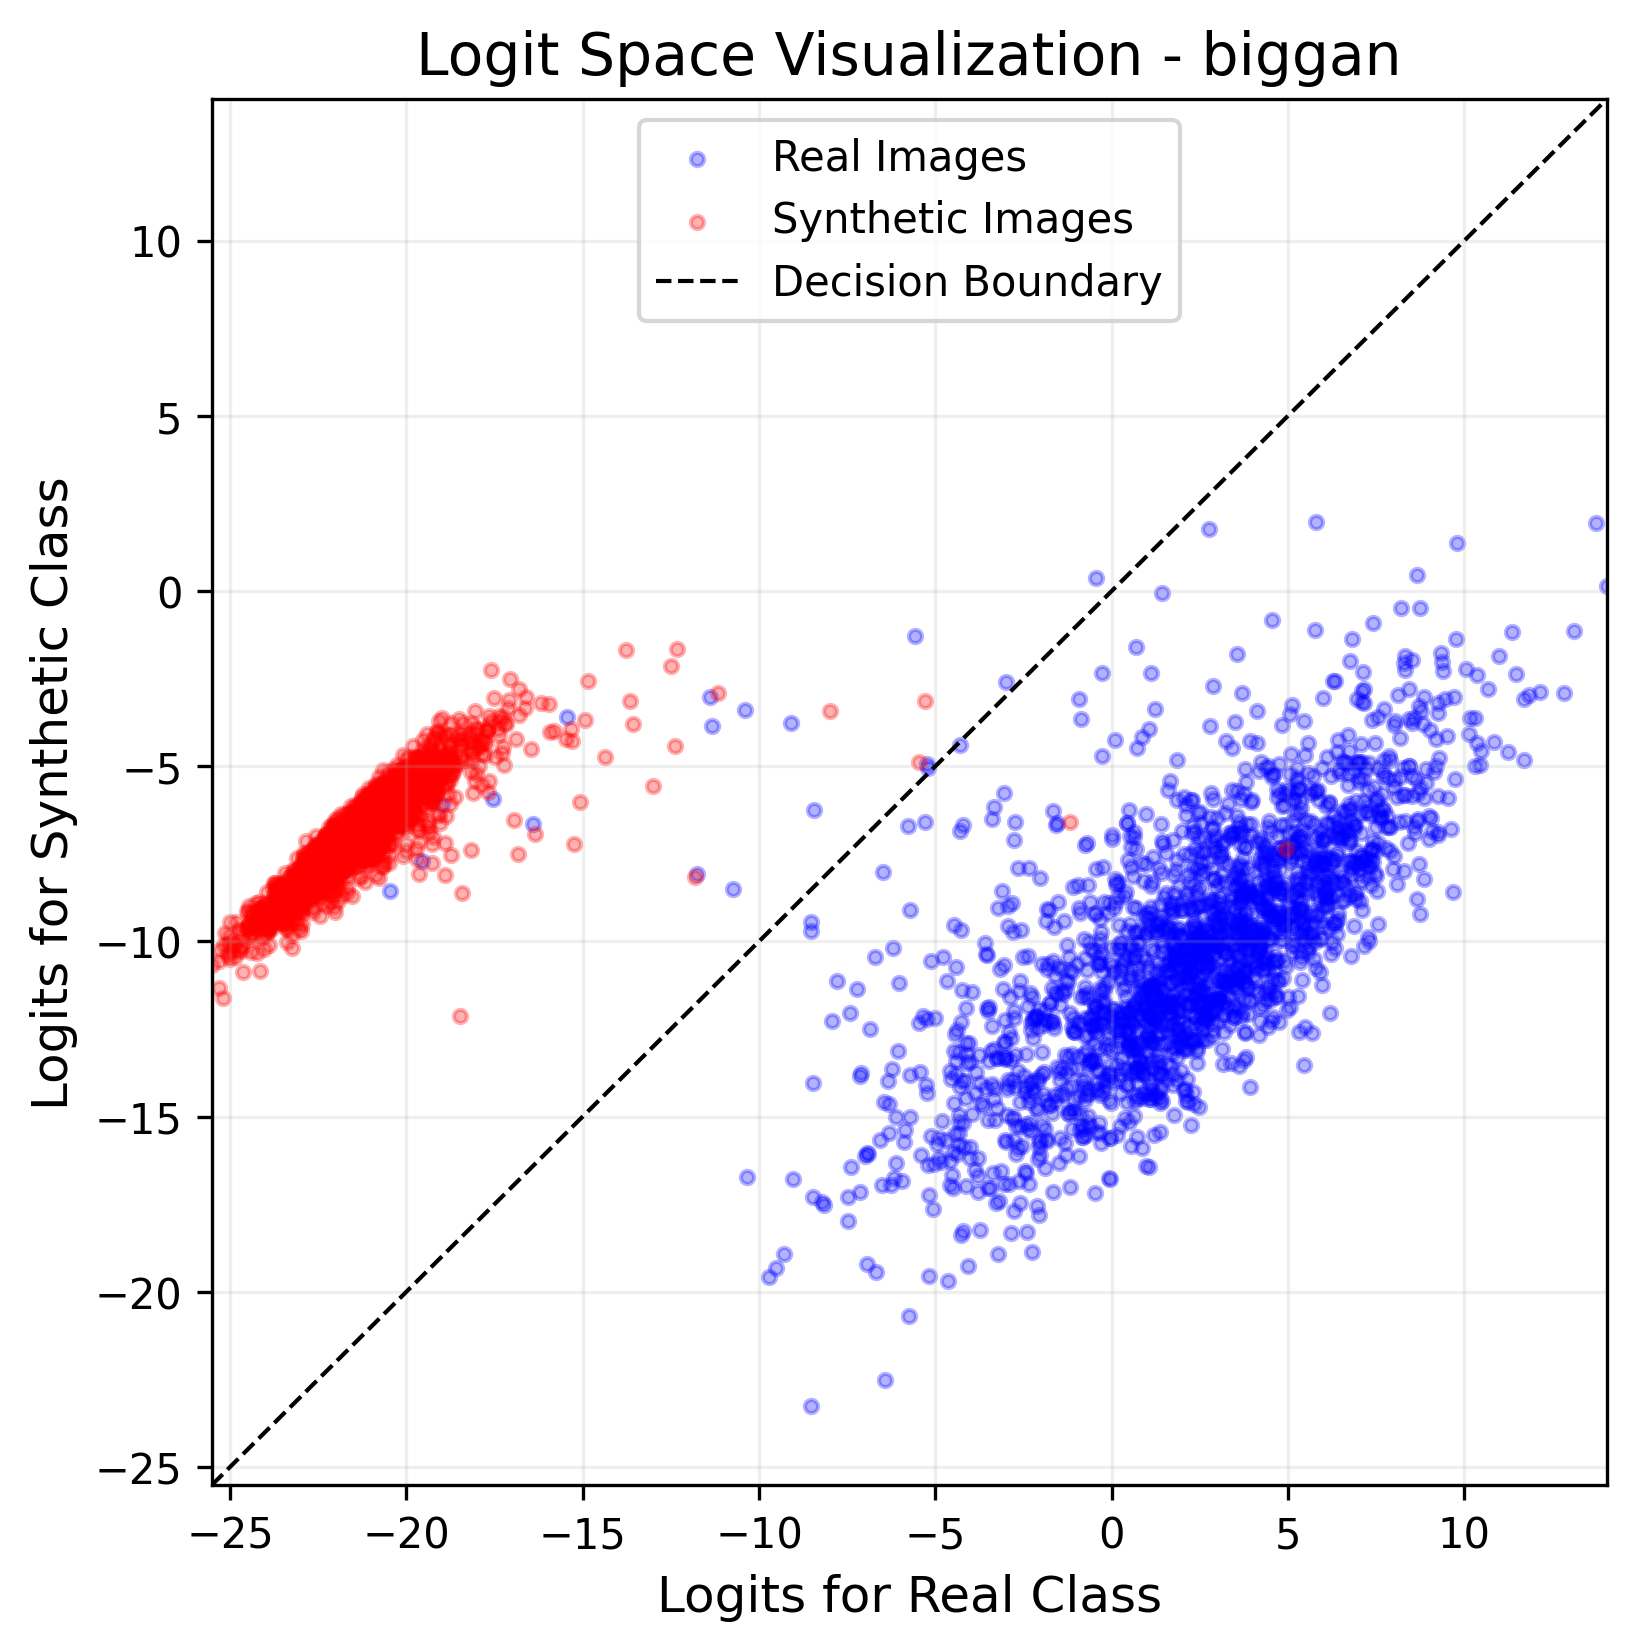 Logit Space Visualization - biggan
Real Images
Synthetic Images
Decision Boundary
Logits for Synthetic Class
10
5
0
−5
−10
−15
−20
−25
−25 −20 −15 −10 −5 0 5 10
Logits for Real Class